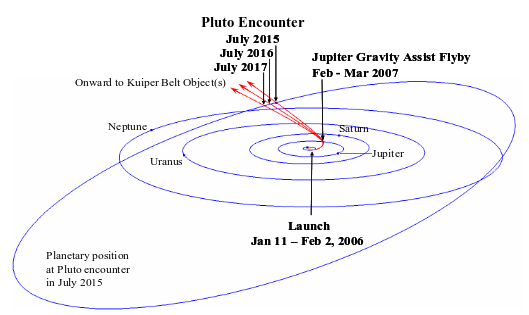 Pluto Encounter
July 2015
July 2016
July 2017
Jupiter Gravity Assist Flyby
Feb - Mar 2007
Onward to Kuiper Belt Object(s)
Neptune
Saturn
Uranus
Jupiter
Launch
Jan 11 – Feb 2, 2006
Planetary position
at Pluto encounter
in July 2015